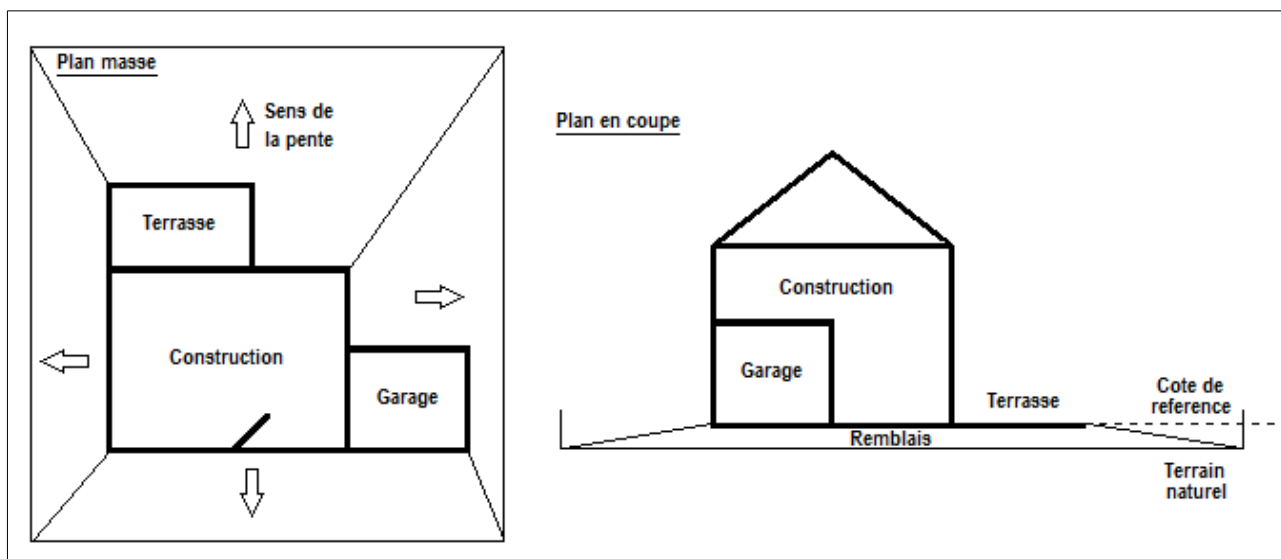 Plan masse
Sens de
la pente
Terrasse
Construction
Garage
Plan en coupe
Construction
Garage
Terrasse
Cote de
reference
Remblais
Terrain
naturel